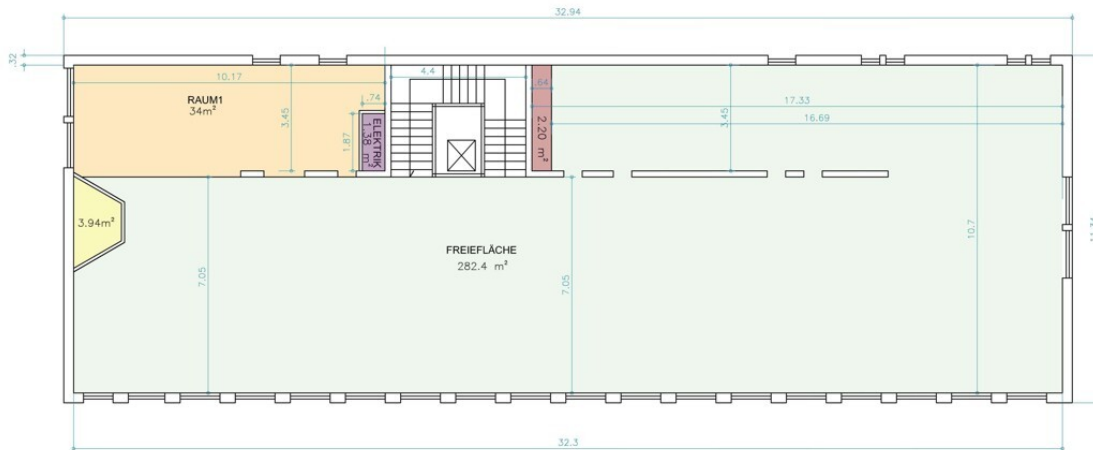 32.94
.32
10.17
4.4
.64
RAUM1
34m²
.74
17.33
3.45
3.45
16.69
ELEKTRIK
1.38 m²
1.87
2.20 m²
3.94m²
FREIEFLÄCHE
282.4 m²
7.05
7.05
10.7
32.3